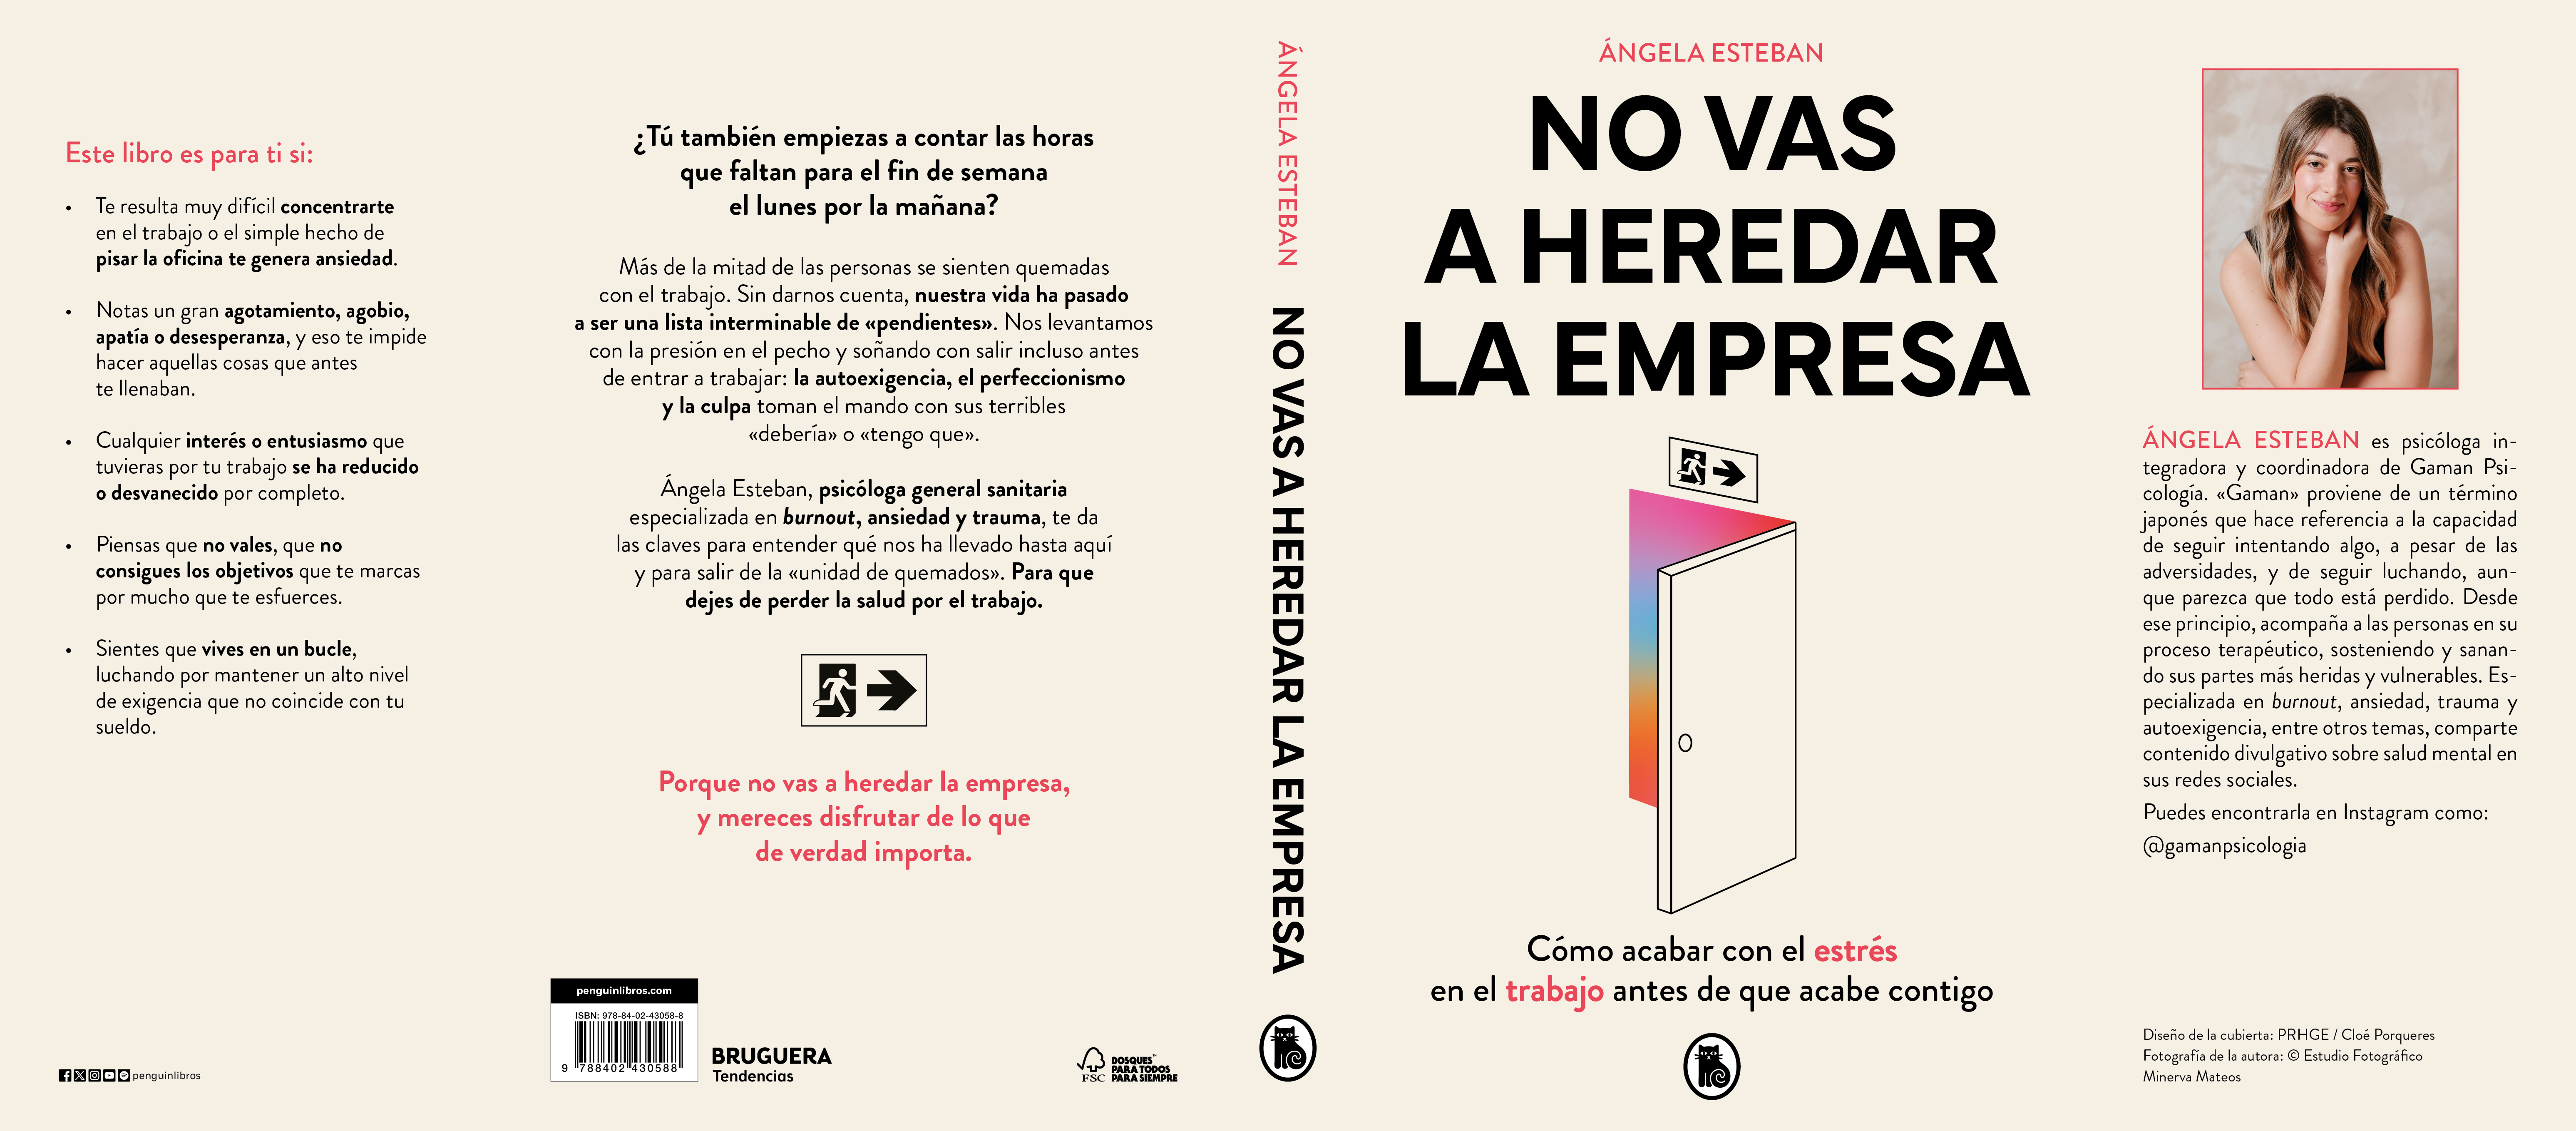 Este libro es para ti si:
• Te resulta muy difícil concentrarte
en el trabajo o el simple hecho de
pisar la oficina te genera ansiedad.
• Notas un gran agotamiento, agobio,
apatía o desesperanza, y eso te impide
hacer aquellas cosas que antes
te llenaban.
• Cualquier interés o entusiasmo que
tuvieras por tu trabajo se ha reducido
o desvanecido por completo.
• Piensas que no vales, que no
consigues los objetivos que te marcas
por mucho que te esfuerces.
• Sientes que vives en un bucle,
luchando por mantener un alto nivel
de exigencia que no coincide con tu
sueldo.
penguinlibros
¿Tú también empiezas a contar las horas
que faltan para el fin de semana
el lunes por la mañana?
Más de la mitad de las personas se sienten quemadas
con el trabajo. Sin darnos cuenta, nuestra vida ha pasado
a ser una lista interminable de «pendientes». Nos levantamos
con la presión en el pecho y soñando con salir incluso antes
de entrar a trabajar: la autoexigencia, el perfeccionismo
y la culpa toman el mando con sus terribles
«debería» o «tengo que».
Ángela Esteban, psicóloga general sanitaria
especializada en burnout, ansiedad y trauma, te da
las claves para entender qué nos ha llevado hasta aquí
y para salir de la «unidad de quemados». Para que
dejes de perder la salud por el trabajo.
Porque no vas a heredar la empresa,
y mereces disfrutar de lo que
de verdad importa.
penguinlibros.com
ISBN: 978-84-02-43058-8
9 788402 430588
BRUGUERA
Tendencias
FSC
BOSQUES™
PARA TODOS
PARA SIEMPRE
ÁNGELA ESTEBAN NO VAS A HEREDAR LA EMPRESA
ÁNGELA ESTEBAN
NO VAS
A HEREDAR
LA EMPRESA
Cómo acabar con el estrés
en el trabajo antes de que acabe contigo
ÁNGELA ESTEBAN es psicóloga in-
tegradora y coordinadora de Gaman Psi-
cología. «Gaman» proviene de un término
japonés que hace referencia a la capacidad
de seguir intentando algo, a pesar de las
adversidades, y de seguir luchando, aun-
que parezca que todo está perdido. Desde
ese principio, acompaña a las personas en su
proceso terapéutico, sosteniendo y sanan-
do sus partes más heridas y vulnerables. Es-
pecializada en burnout, ansiedad, trauma y
autoexigencia, entre otros temas, comparte
contenido divulgativo sobre salud mental en
sus redes sociales.
Puedes encontrarla en Instagram como:
@gamanpsicologia
Diseño de la cubierta: PRHGE / Cloé Porqueres
Fotografía de la autora: © Estudio Fotográfico
Minerva Mateos